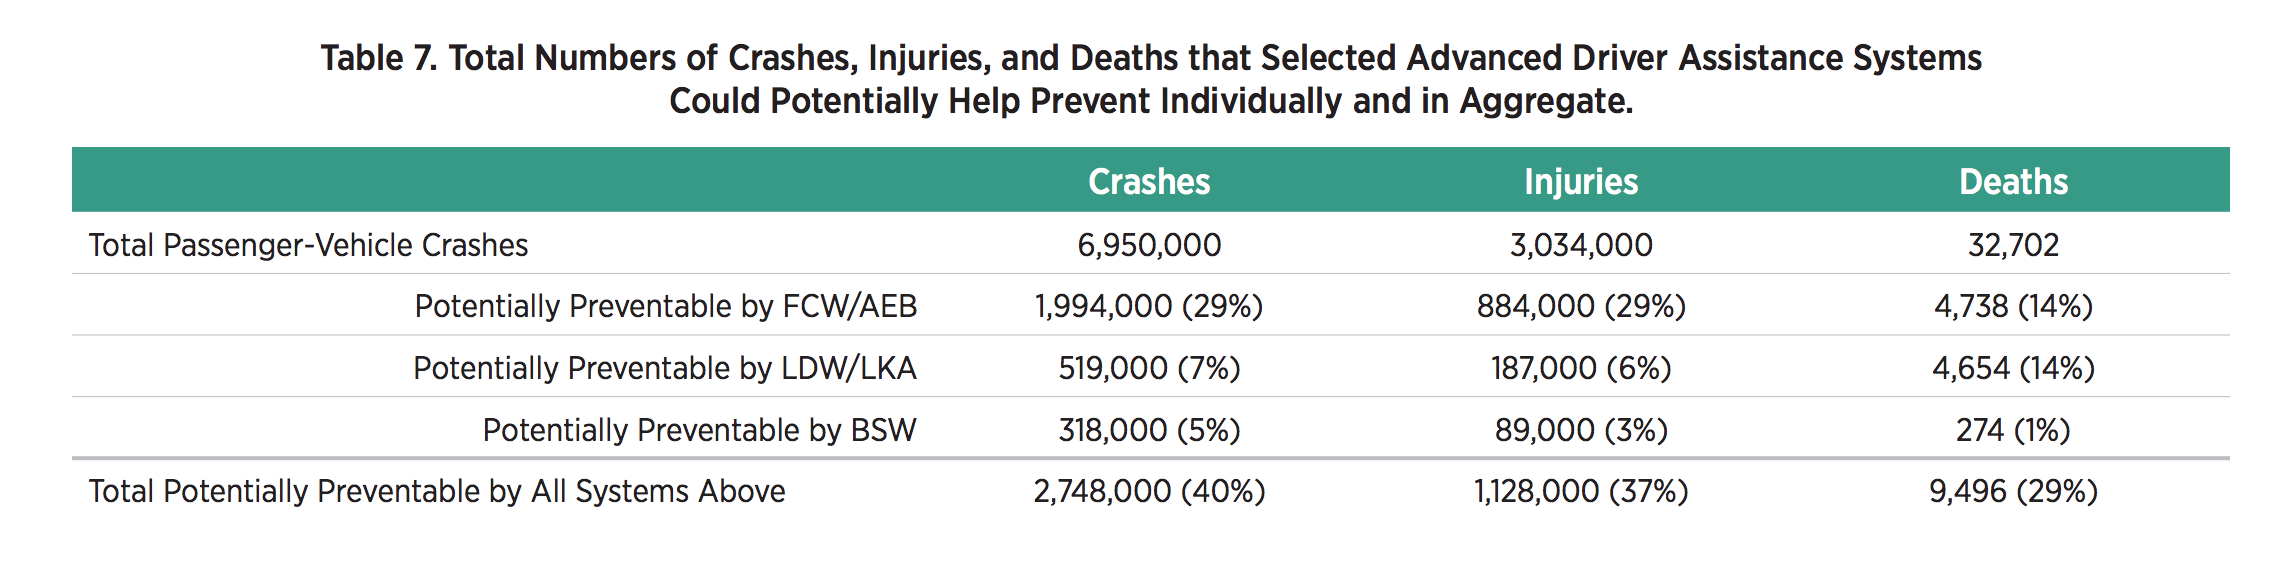 Table 7. Total Numbers of Crashes, Injuries, and Deaths that Selected Advanced Driver Assistance Systems
Could Potentially Help Prevent Individually and in Aggregate.
Crashes Injuries Deaths
Total Passenger-Vehicle Crashes 6,950,000 3,034,000 32,702
Potentially Preventable by FCW/AEB 1,994,000 (29%) 884,000 (29%) 4,738 (14%)
Potentially Preventable by LDW/LKA 519,000 (7%) 187,000 (6%) 4,654 (14%)
Potentially Preventable by BSW 318,000 (5%) 89,000 (3%) 274 (1%)
Total Potentially Preventable by All Systems Above 2,748,000 (40%) 1,128,000 (37%) 9,496 (29%)